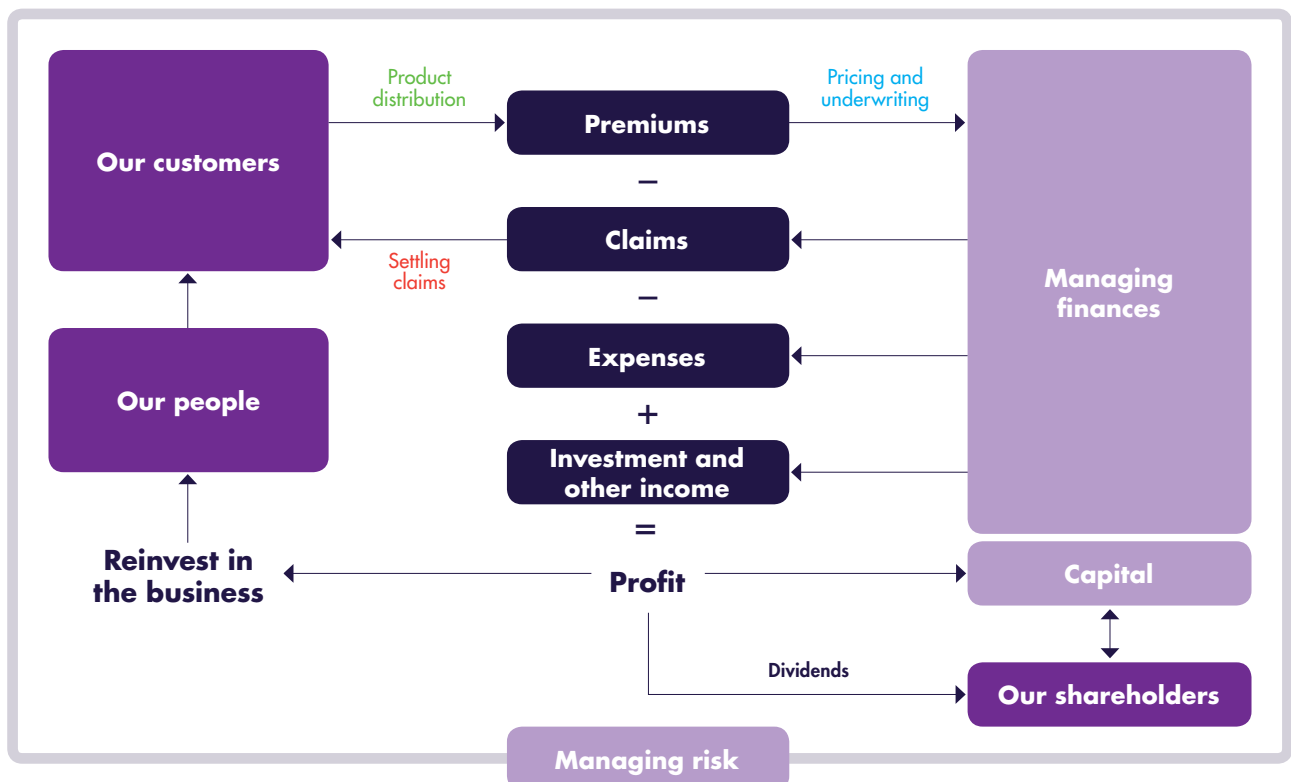 Product
distribution
Pricing and
underwriting
Our customers
Premiums
–
Claims
Settling
claims
–
Managing
finances
Expenses
Our people
+
Investment and
other income
=
Reinvest in
the business
Profit
Capital
Dividends
Our shareholders
Managing risk